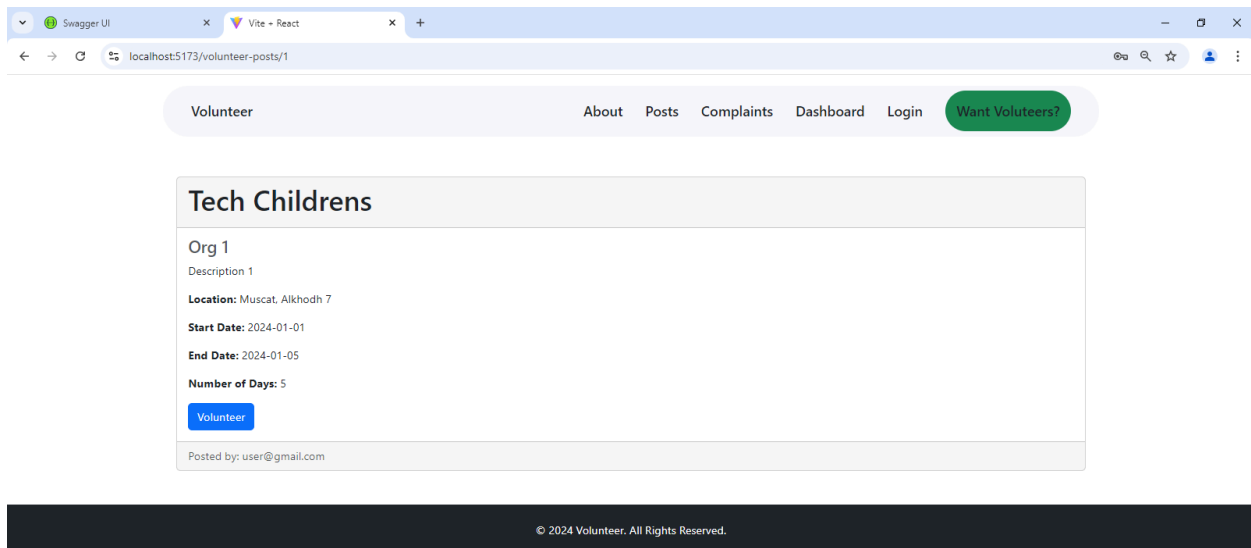 Swagger UI
Vite + React
localhost:5173/volunteer-posts/1
Volunteer About Posts Complaints Dashboard Login Want Voluteers?
Tech Childrens
Org 1
Description 1
Location: Muscat, Alkhodh 7
Start Date: 2024-01-01
End Date: 2024-01-05
Number of Days: 5
Volunteer
Posted by: user@gmail.com
© 2024 Volunteer. All Rights Reserved.